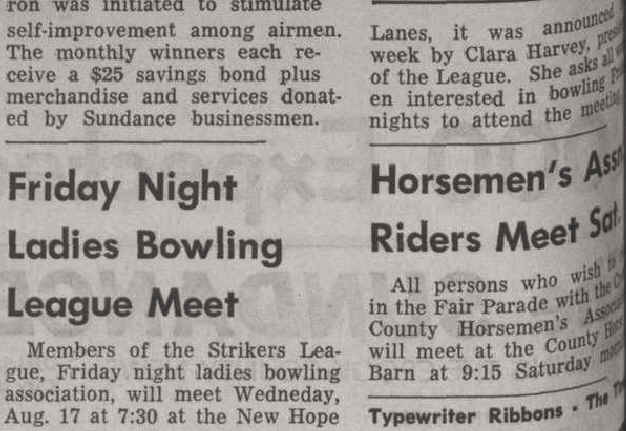 ron was initiated to stimulate
self-improvement among airmen.
The monthly winners each re-
ceive a $25 savings bond plus
merchandise and services donat-
ed by Sundance businessmen.
Friday Night
Ladies Bowling
League Meet
Members of the Strikers Lea-
gue, Friday night ladies bowling
association, will meet Wedneday,
Aug. 17 at 7:30 at the New Hope
Lanes, it was announced
week by Clara Harvey,
of the League. She asks all
en interested in bowling
nights to attend the
Horsemen's Assn
Riders Meet Sat.
All persons who wish to
in the Fair Parade with the
County Horsemen's
will meet at the County
Barn at 9:15 Saturday
Typewriter Ribbons · The